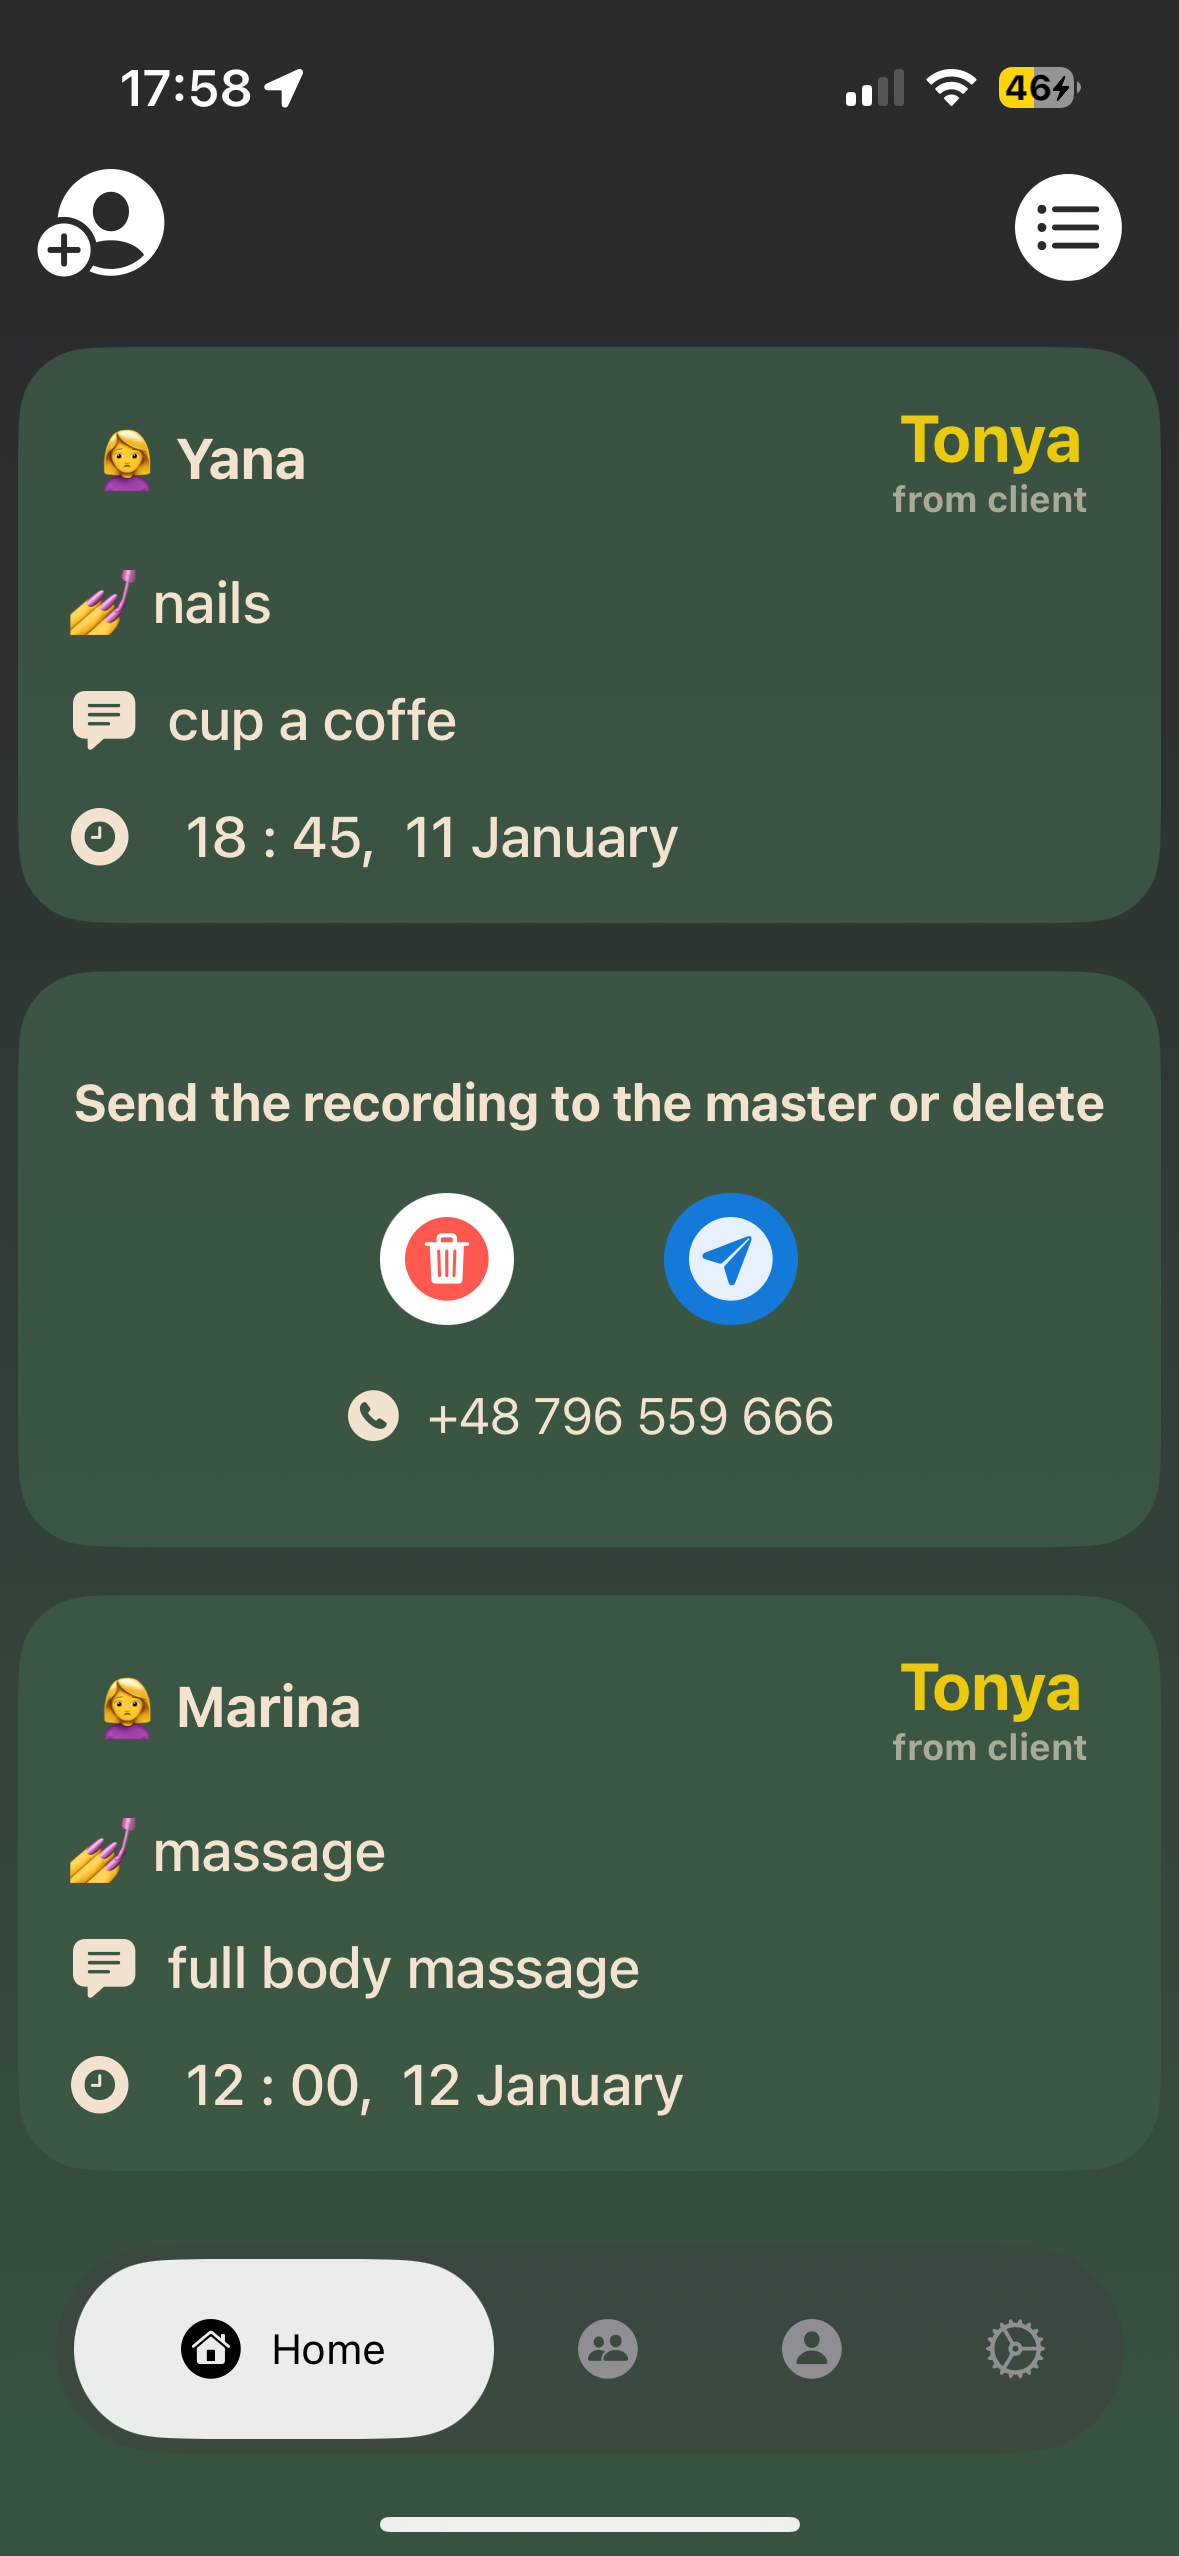 17:58
46
Yana
Tonya
from client
nails
cup a coffe
18 : 45, 11 January
Send the recording to the master or delete
+48 796 559 666
Marina
Tonya
from client
massage
full body massage
12 : 00, 12 January
Home